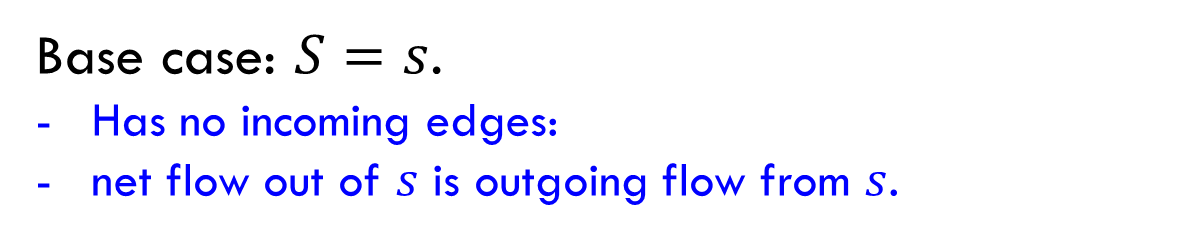 Base case: 𝑆 = 𝑠.
- Has no incoming edges:
- net flow out of 𝑠 is outgoing flow from 𝑠.